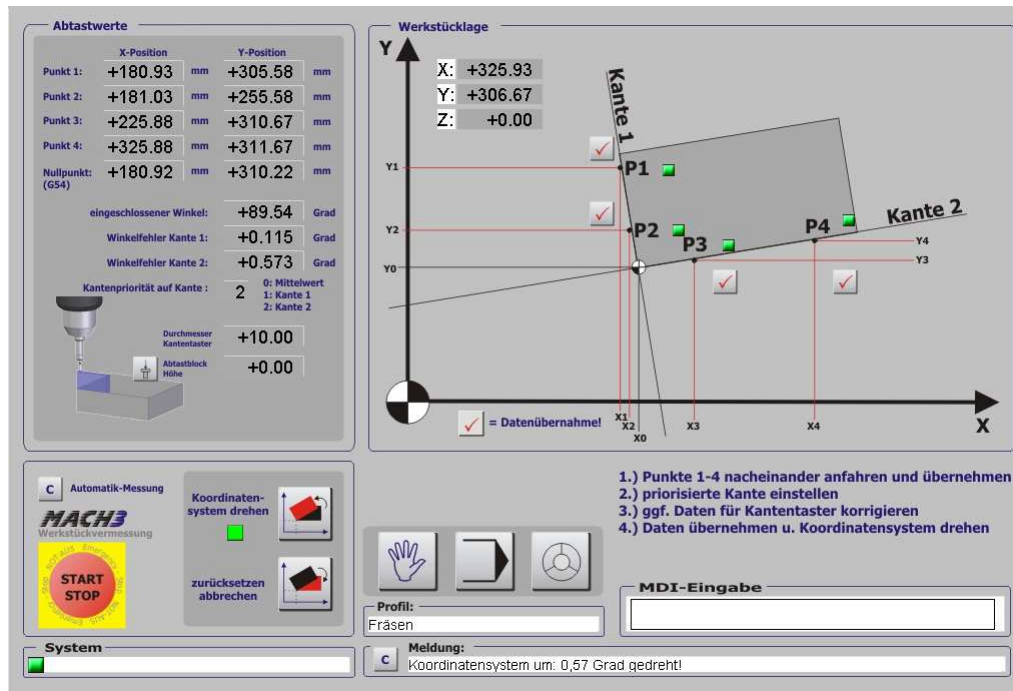 Abtastwerte
X-Position Y-Position
Punkt 1: +180.93 mm +305.58 mm
Punkt 2: +181.03 mm +255.58 mm
Punkt 3: +225.88 mm +310.67 mm
Punkt 4: +325.88 mm +311.67 mm
Nullpunkt: +180.92 mm +310.22 mm
(G54)
eingeschlossener Winkel: +89.54 Grad
Winkelfehler Kante 1: +0.115 Grad
Winkelfehler Kante 2: +0.573 Grad
Kantenpriorität auf Kante : 2
0: Mittelwert
1: Kante 1
2: Kante 2
Durchmesser
Kantentaster
+10.00
Abtastblock
Höhe
+0.00
Werkstücklage
Y
X: +325.93
Y: +306.67
Z: +0.00
Kante 1
Y1
P1
Y2
P2
P3
P4
Kante 2
Y4
Y3
Y0
= Datenübernahme!
X1
X2
X0
X3
X4
X
C Automatik-Messung
MACH3
Werkstückvermessung
NOT-AUS Emergency - Stop
START
STOP
Koordinaten-
system drehen
zurücksetzen
abbrechen
1.) Punkte 1-4 nacheinander anfahren und übernehmen
2.) priorisierte Kante einstellen
3.) ggf. Daten für Kantentaster korrigieren
4.) Daten übernehmen u. Koordinatensystem drehen
Profil:
Fräsen
MDI-Eingabe
System
C
Meldung:
Koordinatensystem um: 0,57 Grad gedreht!